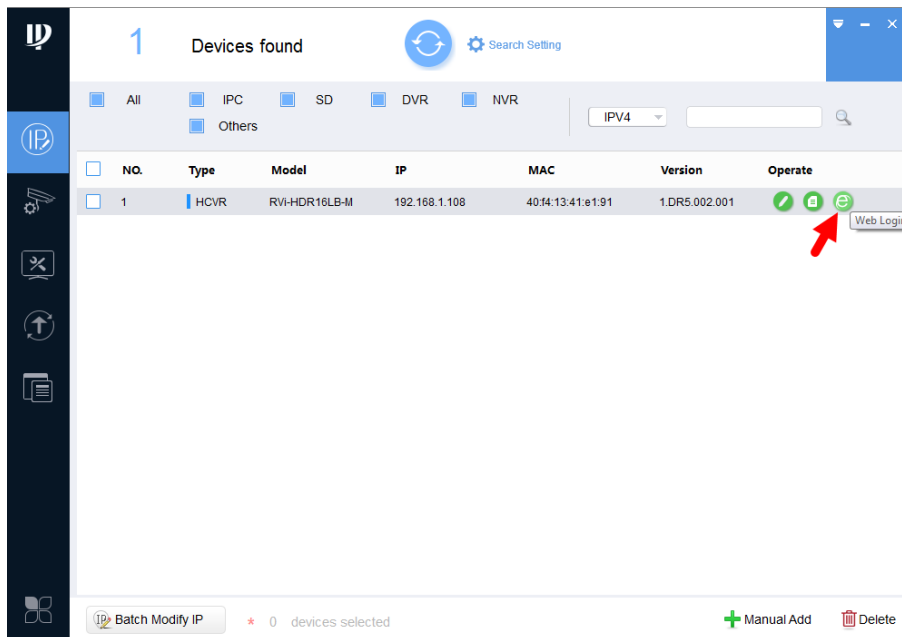 1 Devices found Search Setting
All IPC SD DVR NVR
Others
IPV4
NO. Type Model IP MAC Version Operate
1 HCVR RVi-HDR16LB-M 192.168.1.108 40:f4:13:41:e1:91 1.DR5.002.001
Web Login
Batch Modify IP * 0 devices selected Manual Add Delete